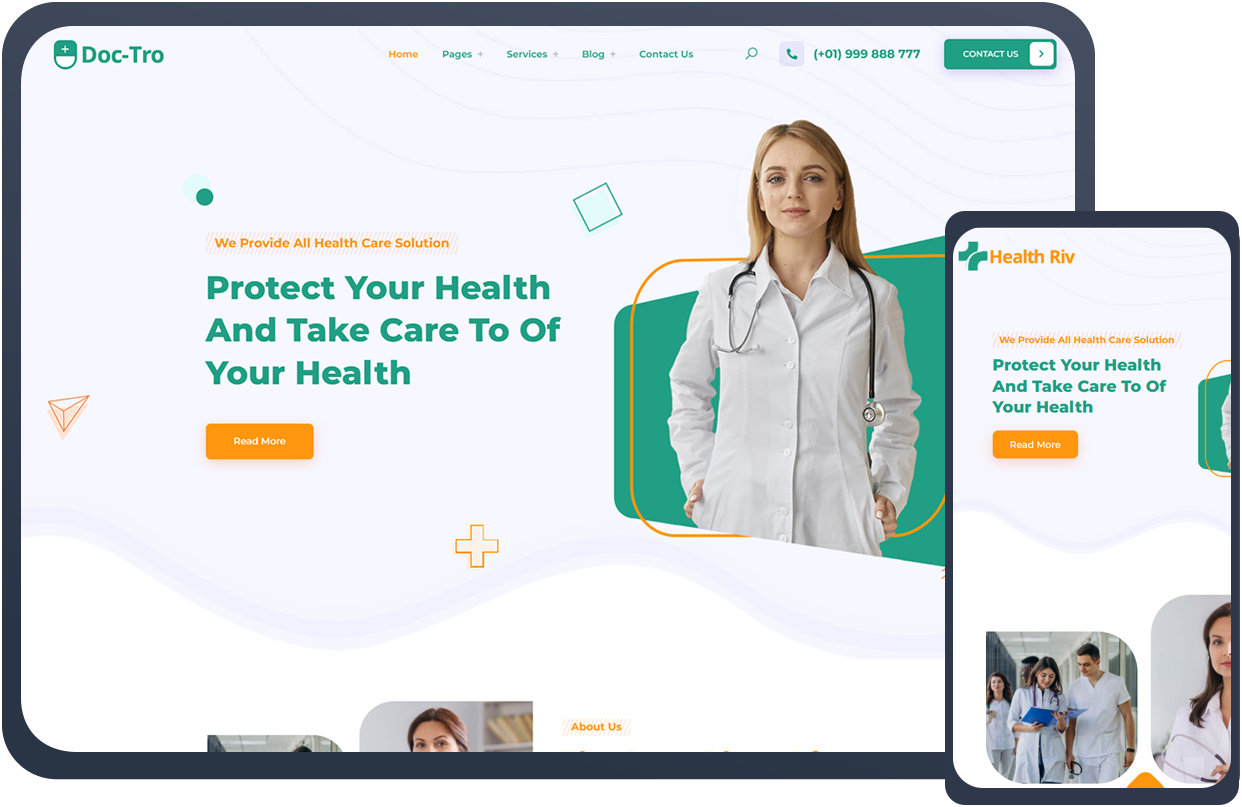 Doc-Tro
Home Pages + Services + Blog + Contact Us (+01) 999 888 777 CONTACT US
We Provide All Health Care Solution
Protect Your Health
And Take Care To Of
Your Health
Read More
About Us
Health Riv
We Provide All Health Care Solution
Protect Your Health
And Take Care To Of
Your Health
Read More